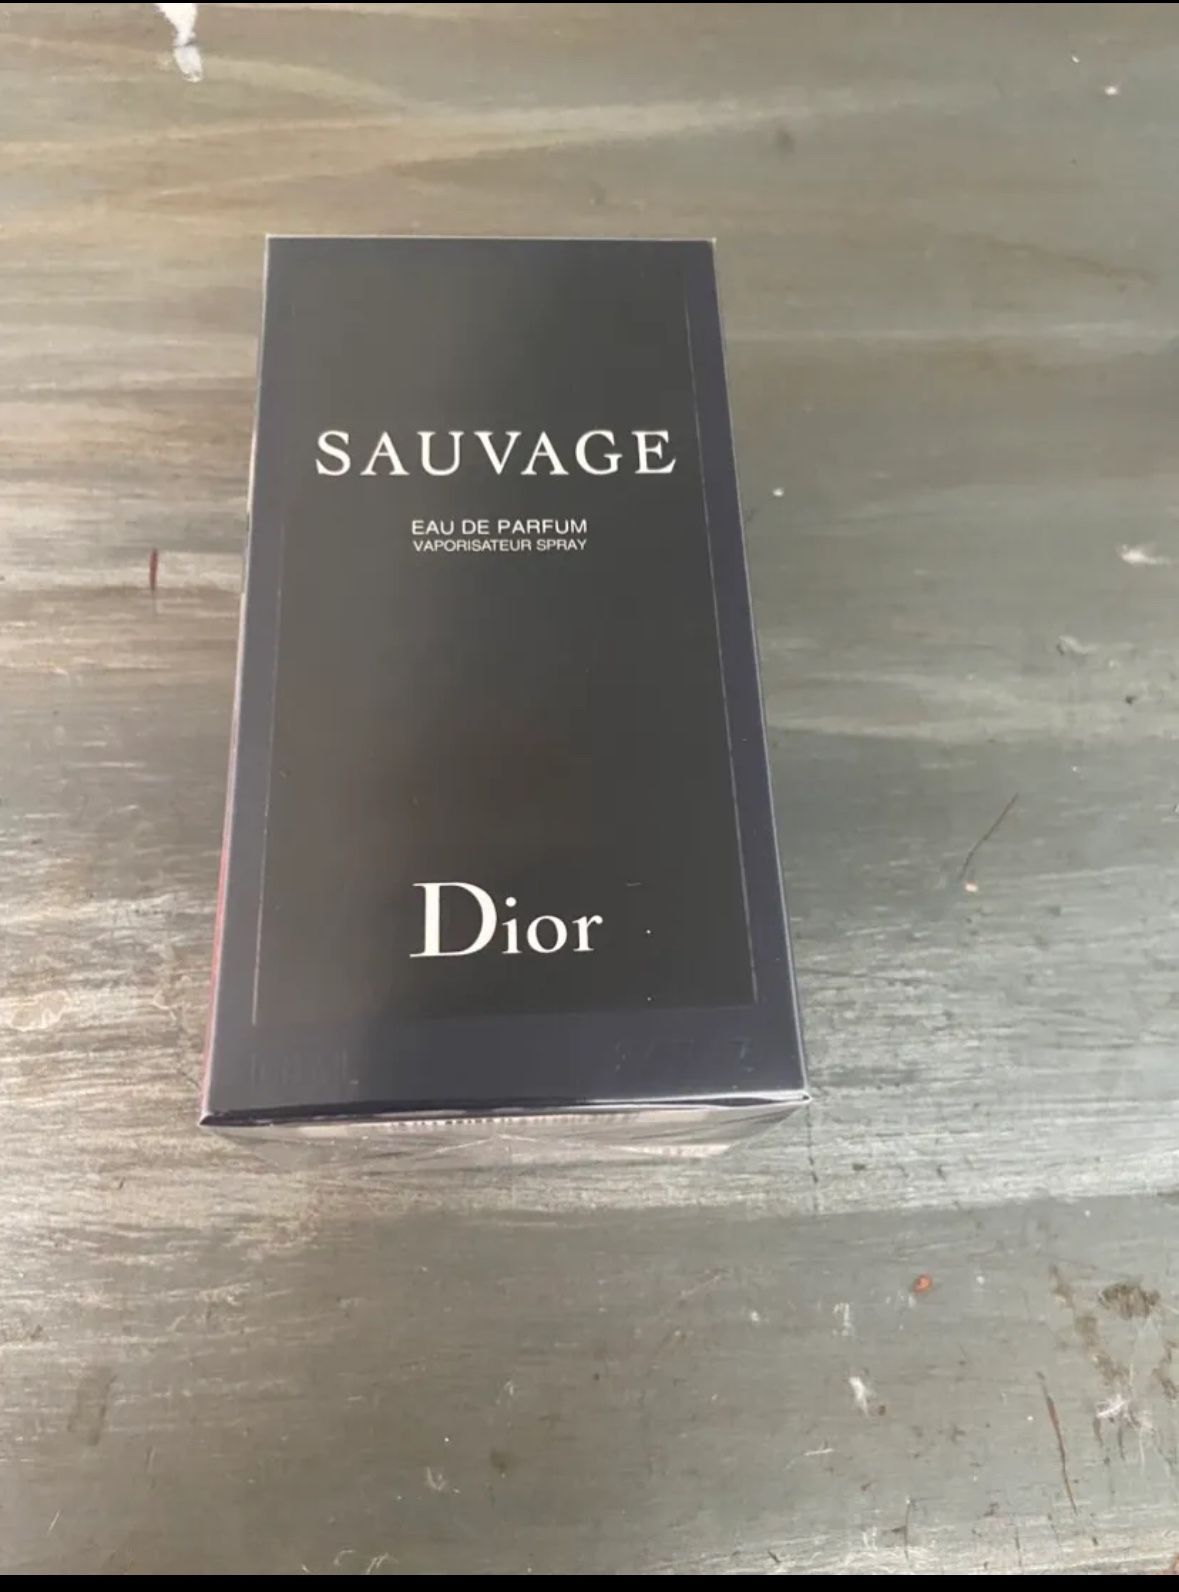 SAUVAGE
EAU DE PARFUM
VAPORISATEUR SPRAY
Dior